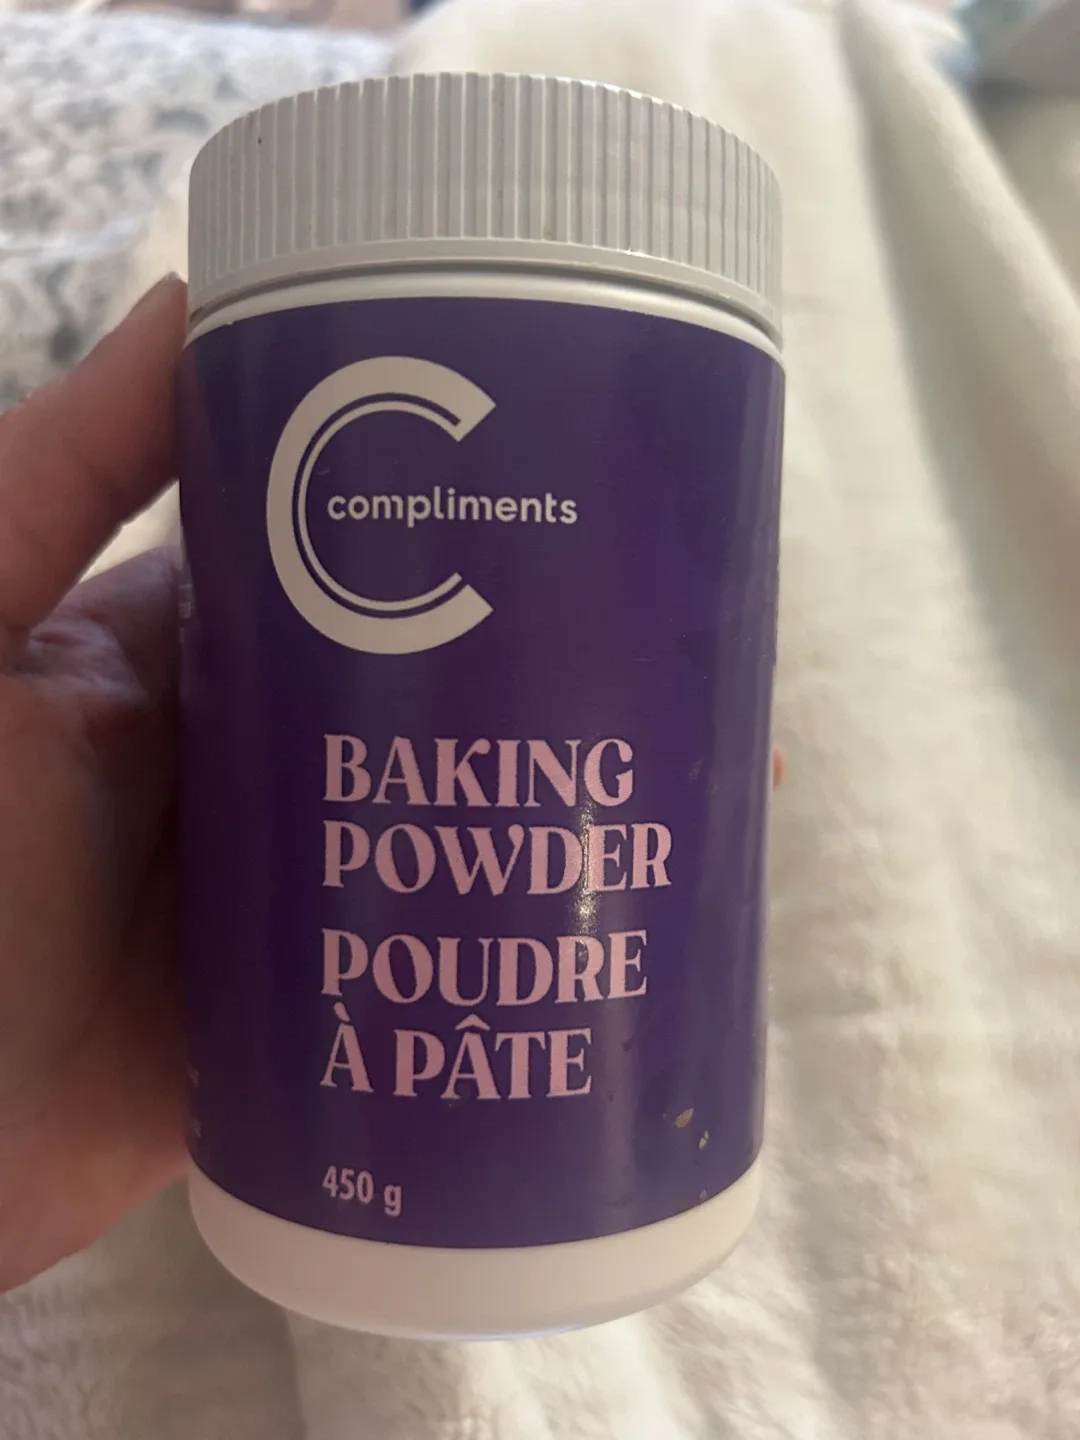 compliments
BAKING
POWDER
POUDRE
À PÂTE
450 g